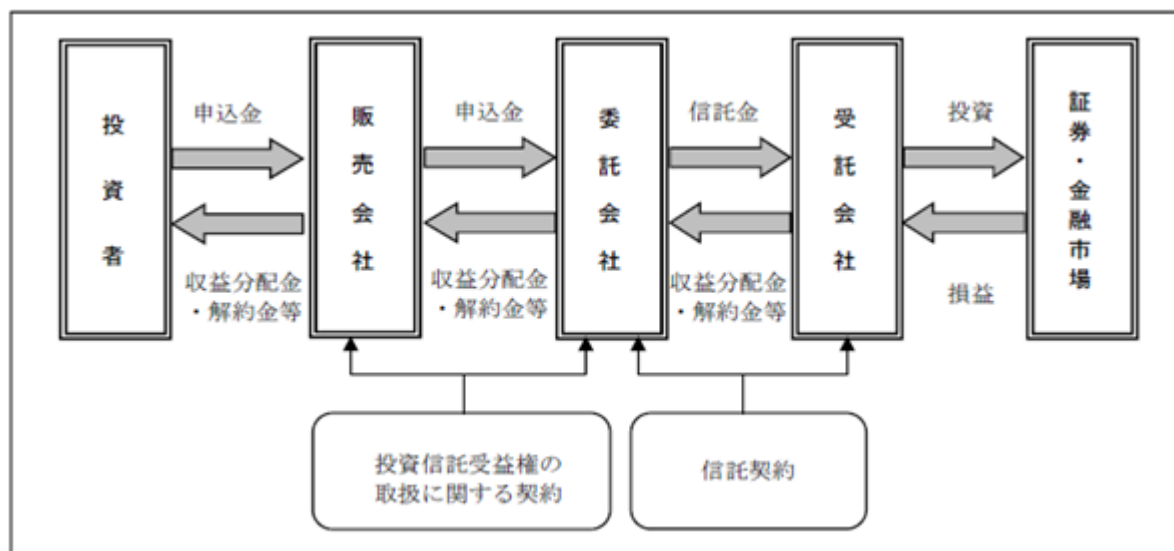 投資者
申込金
収益分配金
・解約金等
販売会社
申込金
収益分配金
・解約金等
委託会社
信託金
収益分配金
・解約金等
受託会社
投資
損益
証券・金融市場
投資信託受益権の
取扱に関する契約
信託契約